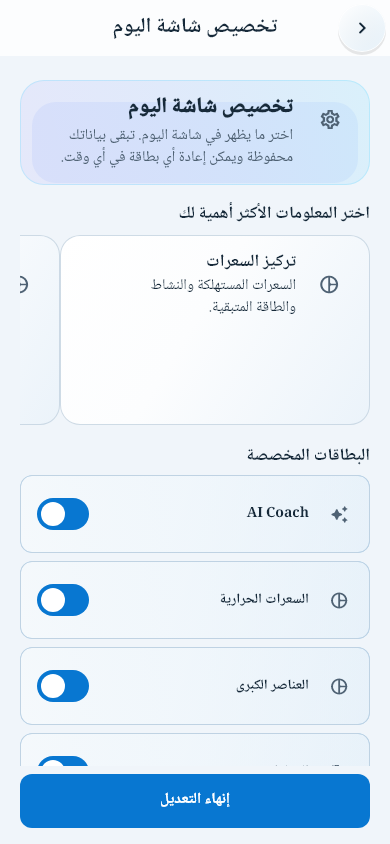 تخصيص شاشة اليوم
تخصيص شاشة اليوم
اختر ما يظهر في شاشة اليوم. تبقى بياناتك
محفوظة ويمكن إعادة أي بطاقة في أي وقت.
اختر المعلومات الأكثر أهمية لك
تركيز السعرات
السعرات المستهلكة والنشاط
والطاقة المتبقية.
البطاقات المخصصة
AI Coach
السعرات الحرارية
العناصر الكبرى
إنهاء التعديل